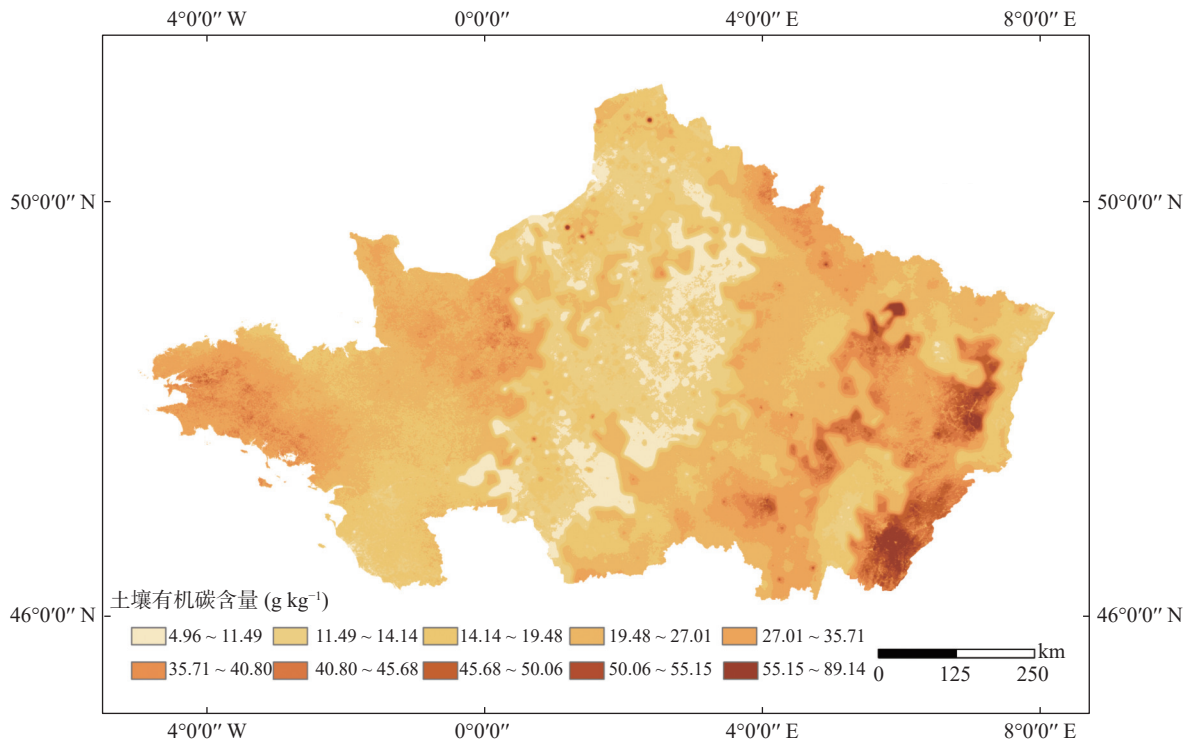 4°0′0″ W 0°0′0″ 4°0′0″ E 8°0′0″ E
50°0′0″ N 50°0′0″ N
46°0′0″ N 46°0′0″ N
土壤有机碳含量 (g kg⁻¹)
4.96 ~ 11.49 11.49 ~ 14.14 14.14 ~ 19.48 19.48 ~ 27.01 27.01 ~ 35.71
35.71 ~ 40.80 40.80 ~ 45.68 45.68 ~ 50.06 50.06 ~ 55.15 55.15 ~ 89.14
km
0 125 250
4°0′0″ W 0°0′0″ 4°0′0″ E 8°0′0″ E